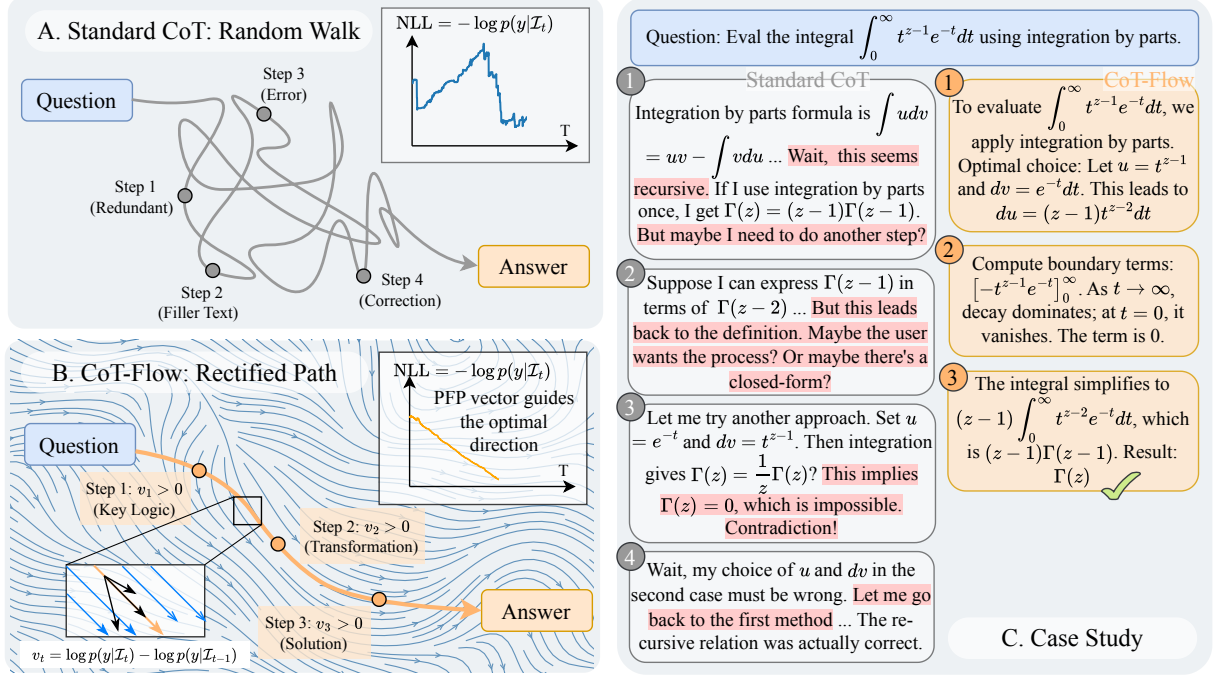 A. Standard CoT: Random Walk
NLL = − log p(y|ℐₜ)
T
Question
Step 3
(Error)
Step 1
(Redundant)
Step 2
(Filler Text)
Step 4
(Correction)
Answer
B. CoT-Flow: Rectified Path
NLL = − log p(y|ℐₜ)
PFP vector guides
the optimal
direction
T
Question
Step 1: v₁ > 0
(Key Logic)
Step 2: v₂ > 0
(Transformation)
Step 3: v₃ > 0
(Solution)
Answer
vₜ = log p(y|ℐₜ) − log p(y|ℐₜ₋₁)
Question: Eval the integral ∫₀^∞ t^{z−1}e^{−t}dt using integration by parts.
Standard CoT
1
Integration by parts formula is ∫ udv
= uv − ∫ vdu ... Wait, this seems
recursive. If I use integration by parts
once, I get Γ(z) = (z − 1)Γ(z − 1).
But maybe I need to do another step?
2
Suppose I can express Γ(z − 1) in
terms of Γ(z − 2) ... But this leads
back to the definition. Maybe the user
wants the process? Or maybe there's a
closed-form?
3
Let me try another approach. Set u
= e^{−t} and dv = t^{z−1}. Then integration
gives Γ(z) = 1/z Γ(z)? This implies
Γ(z) = 0, which is impossible.
Contradiction!
4
Wait, my choice of u and dv in the
second case must be wrong. Let me go
back to the first method ... The re-
cursive relation was actually correct.
CoT-Flow
1
To evaluate ∫₀^∞ t^{z−1}e^{−t}dt, we
apply integration by parts.
Optimal choice: Let u = t^{z−1}
and dv = e^{−t}dt. This leads to
du = (z − 1)t^{z−2}dt
2
Compute boundary terms:
[−t^{z−1}e^{−t}]₀^∞. As t → ∞,
decay dominates; at t = 0, it
vanishes. The term is 0.
3
The integral simplifies to
(z − 1) ∫₀^∞ t^{z−2}e^{−t}dt, which
is (z − 1)Γ(z − 1). Result:
Γ(z)
C. Case Study